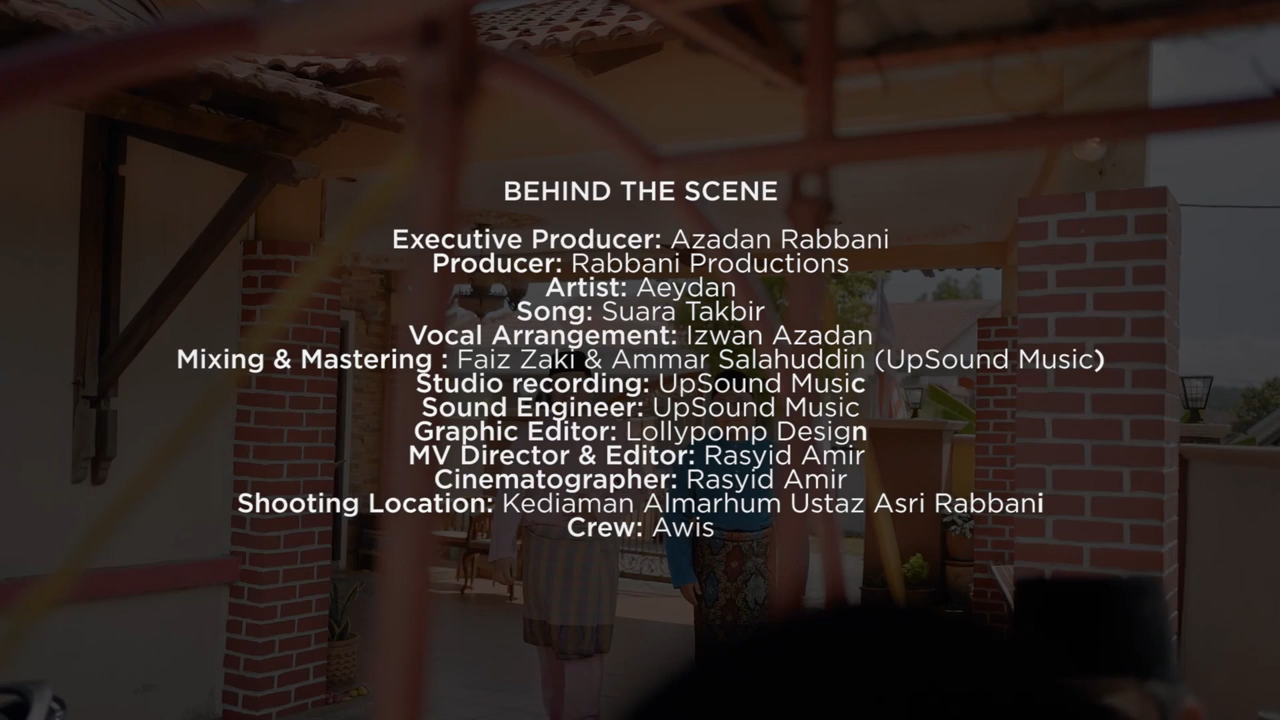 BEHIND THE SCENE
Executive Producer: Azadan Rabbani
Producer: Rabbani Productions
Artist: Aeydan
Song: Suara Takbir
Vocal Arrangement: Izwan Azadan
Mixing & Mastering : Faiz Zaki & Ammar Salahuddin (UpSound Music)
Studio recording: UpSound Music
Sound Engineer: UpSound Music
Graphic Editor: Lollypomp Design
MV Director & Editor: Rasyid Amir
Cinematographer: Rasyid Amir
Shooting Location: Kediaman Almarhum Ustaz Asri Rabbani
Crew: Awis